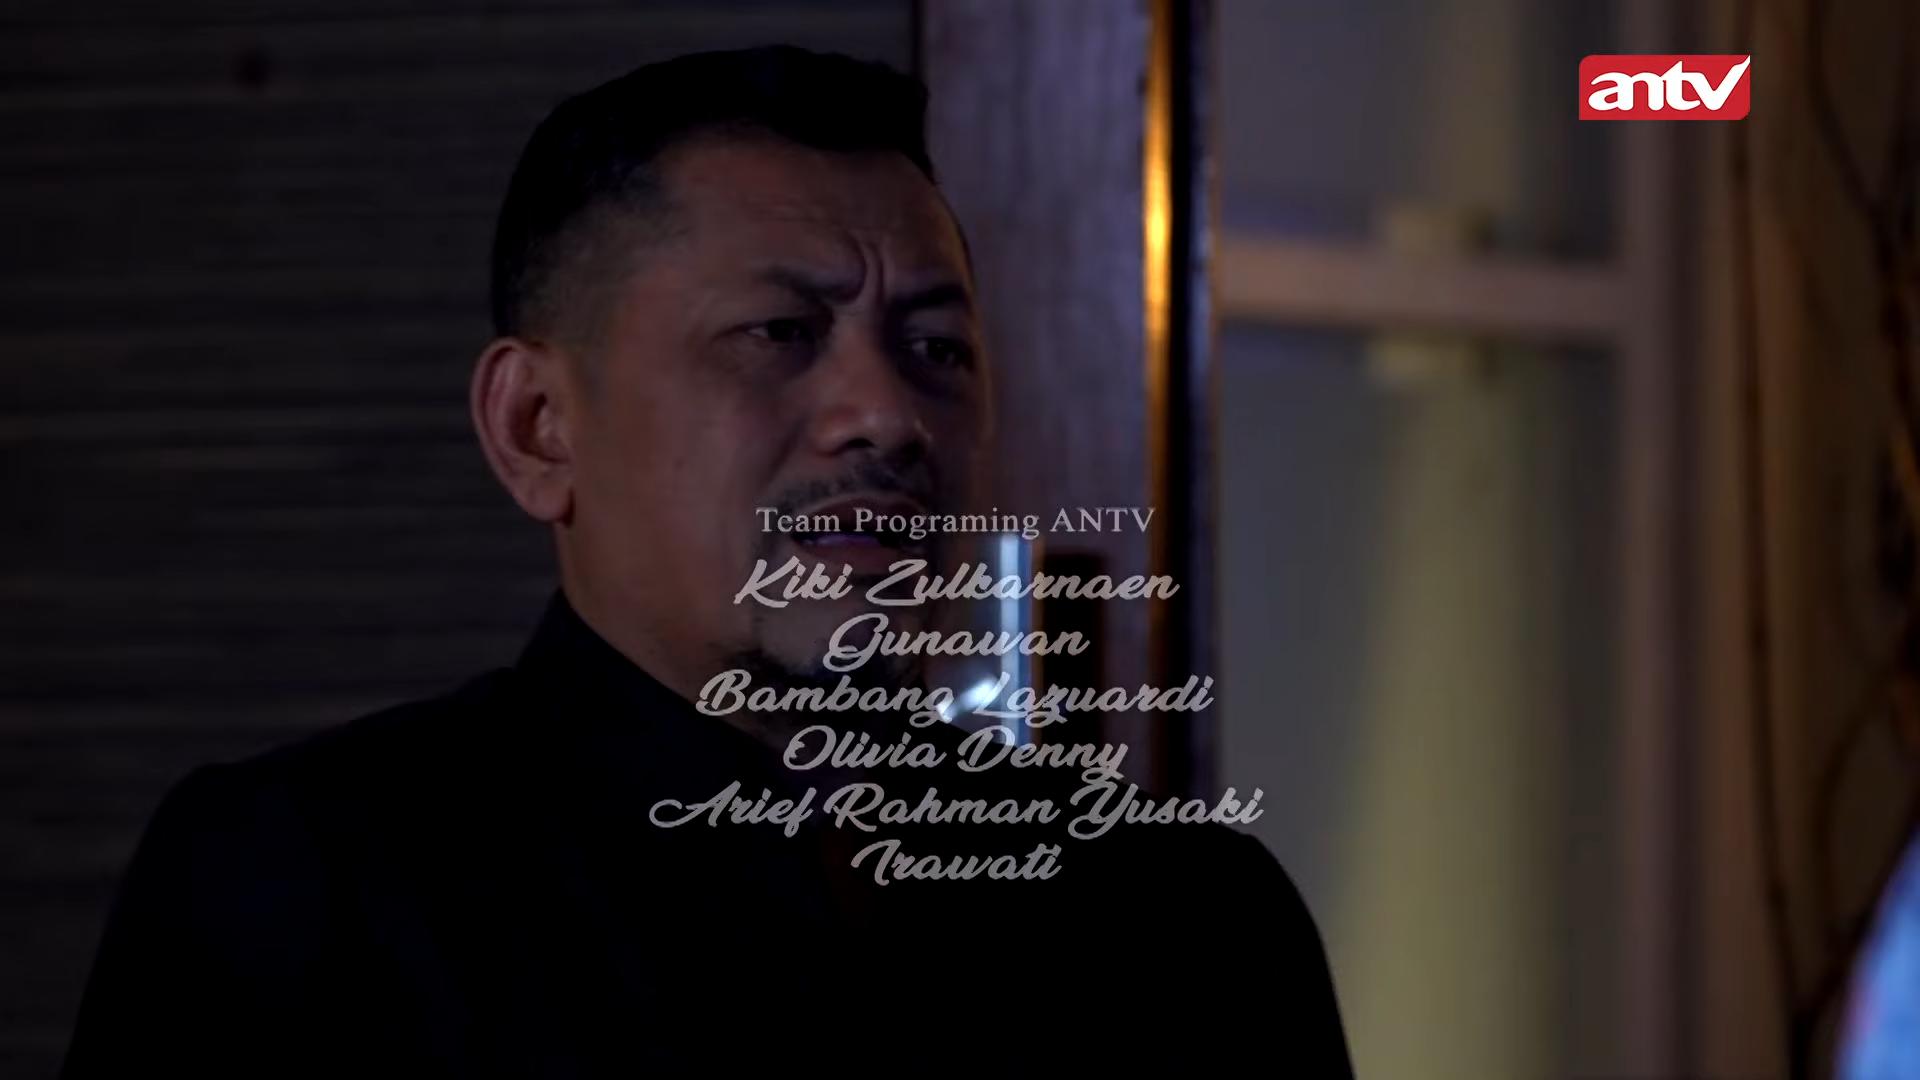 antv
Team Programing ANTV
Kiki Zulkarnaen
Gunawan
Bambang Lazuardi
Olivia Denny
Arief Rahman Yusaki
Irawati